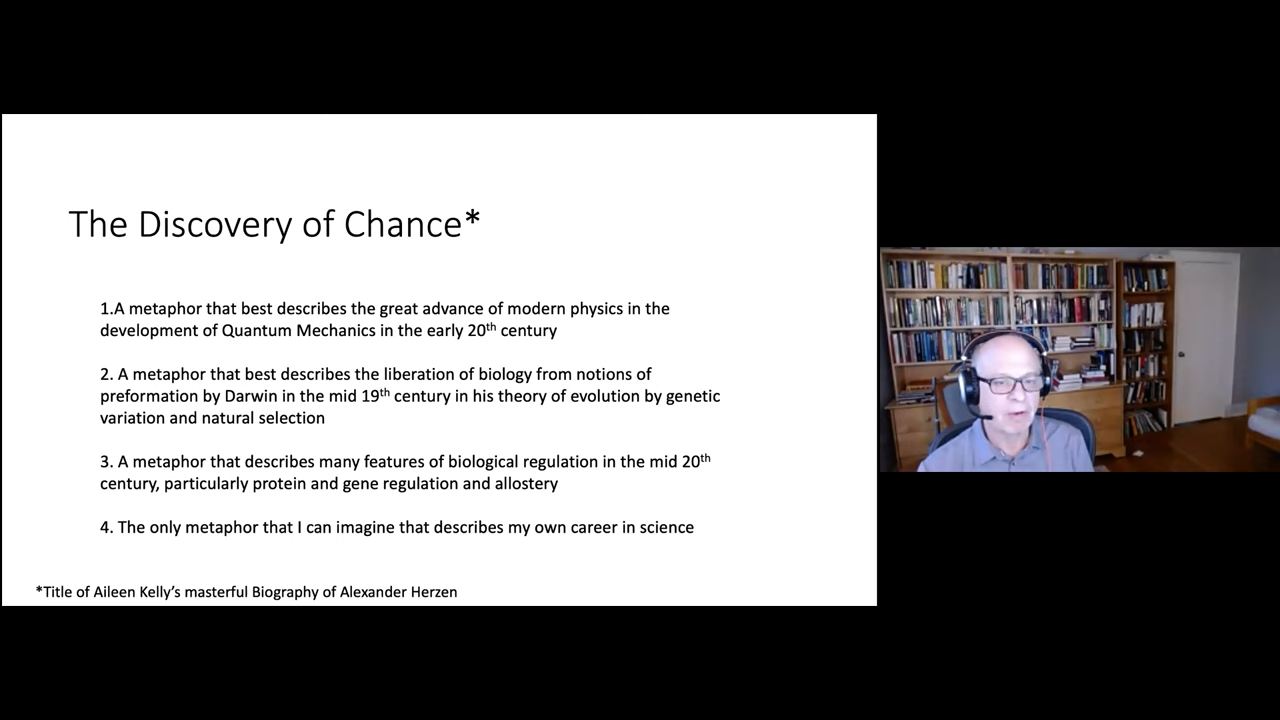 The Discovery of Chance*
1.A metaphor that best describes the great advance of modern physics in the
development of Quantum Mechanics in the early 20th century
2. A metaphor that best describes the liberation of biology from notions of
preformation by Darwin in the mid 19th century in his theory of evolution by genetic
variation and natural selection
3. A metaphor that describes many features of biological regulation in the mid 20th
century, particularly protein and gene regulation and allostery
4. The only metaphor that I can imagine that describes my own career in science
*Title of Aileen Kelly’s masterful Biography of Alexander Herzen